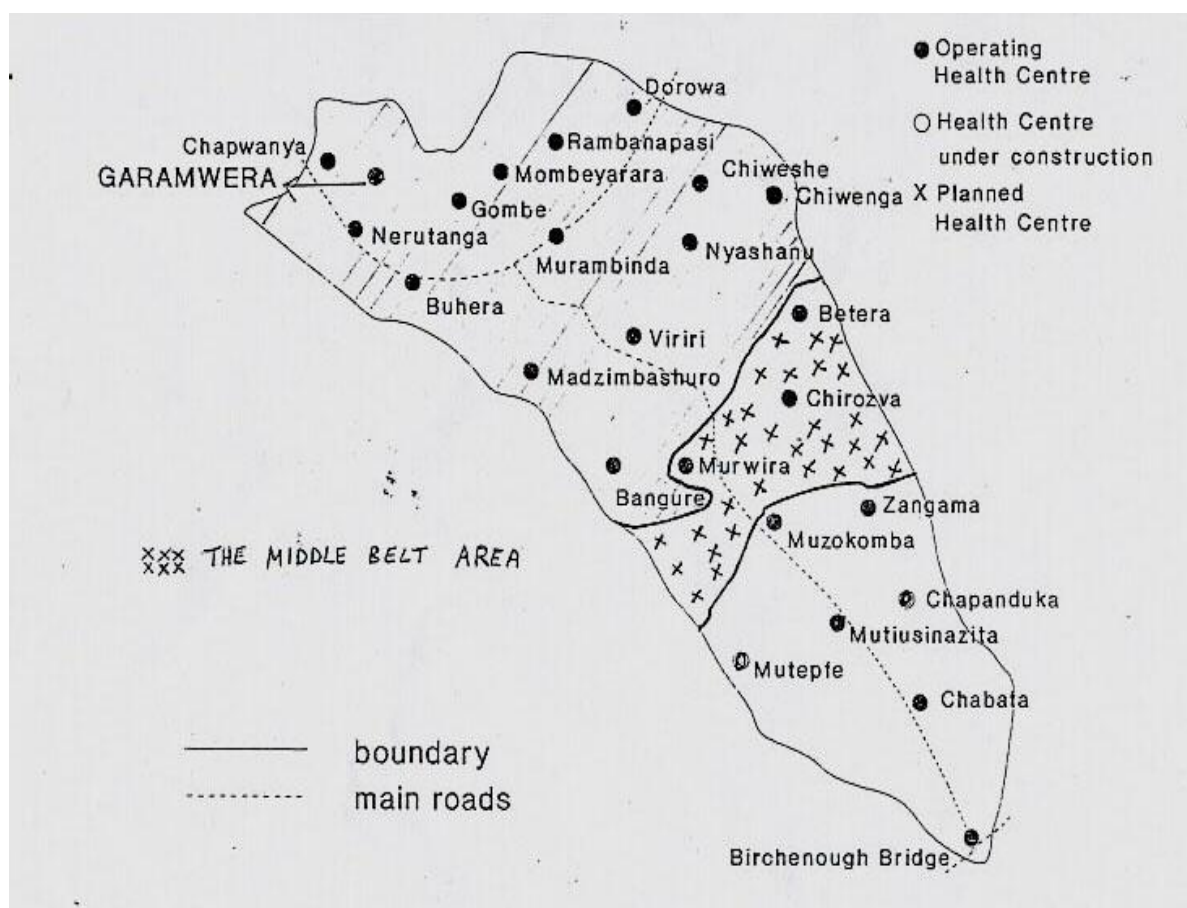 Operating
Health Centre
Health Centre
under construction
X Planned
Health Centre
Dorowa
Chapwanya
Rambanapasi
GARAMWERA
Mombeyarara
Chiweshe
Chiwenga
Gombe
Nerutanga
Murambinda
Nyashanu
Buhera
Betera
Viriri
Madzimbashuro
Chirozva
Murwira
Bangure
Zangama
Muzokomba
xxx THE MIDDLE BELT AREA
xxx
Chapanduka
Mutiusinazita
Mutepfe
Chabata
boundary
main roads
Birchenough Bridge